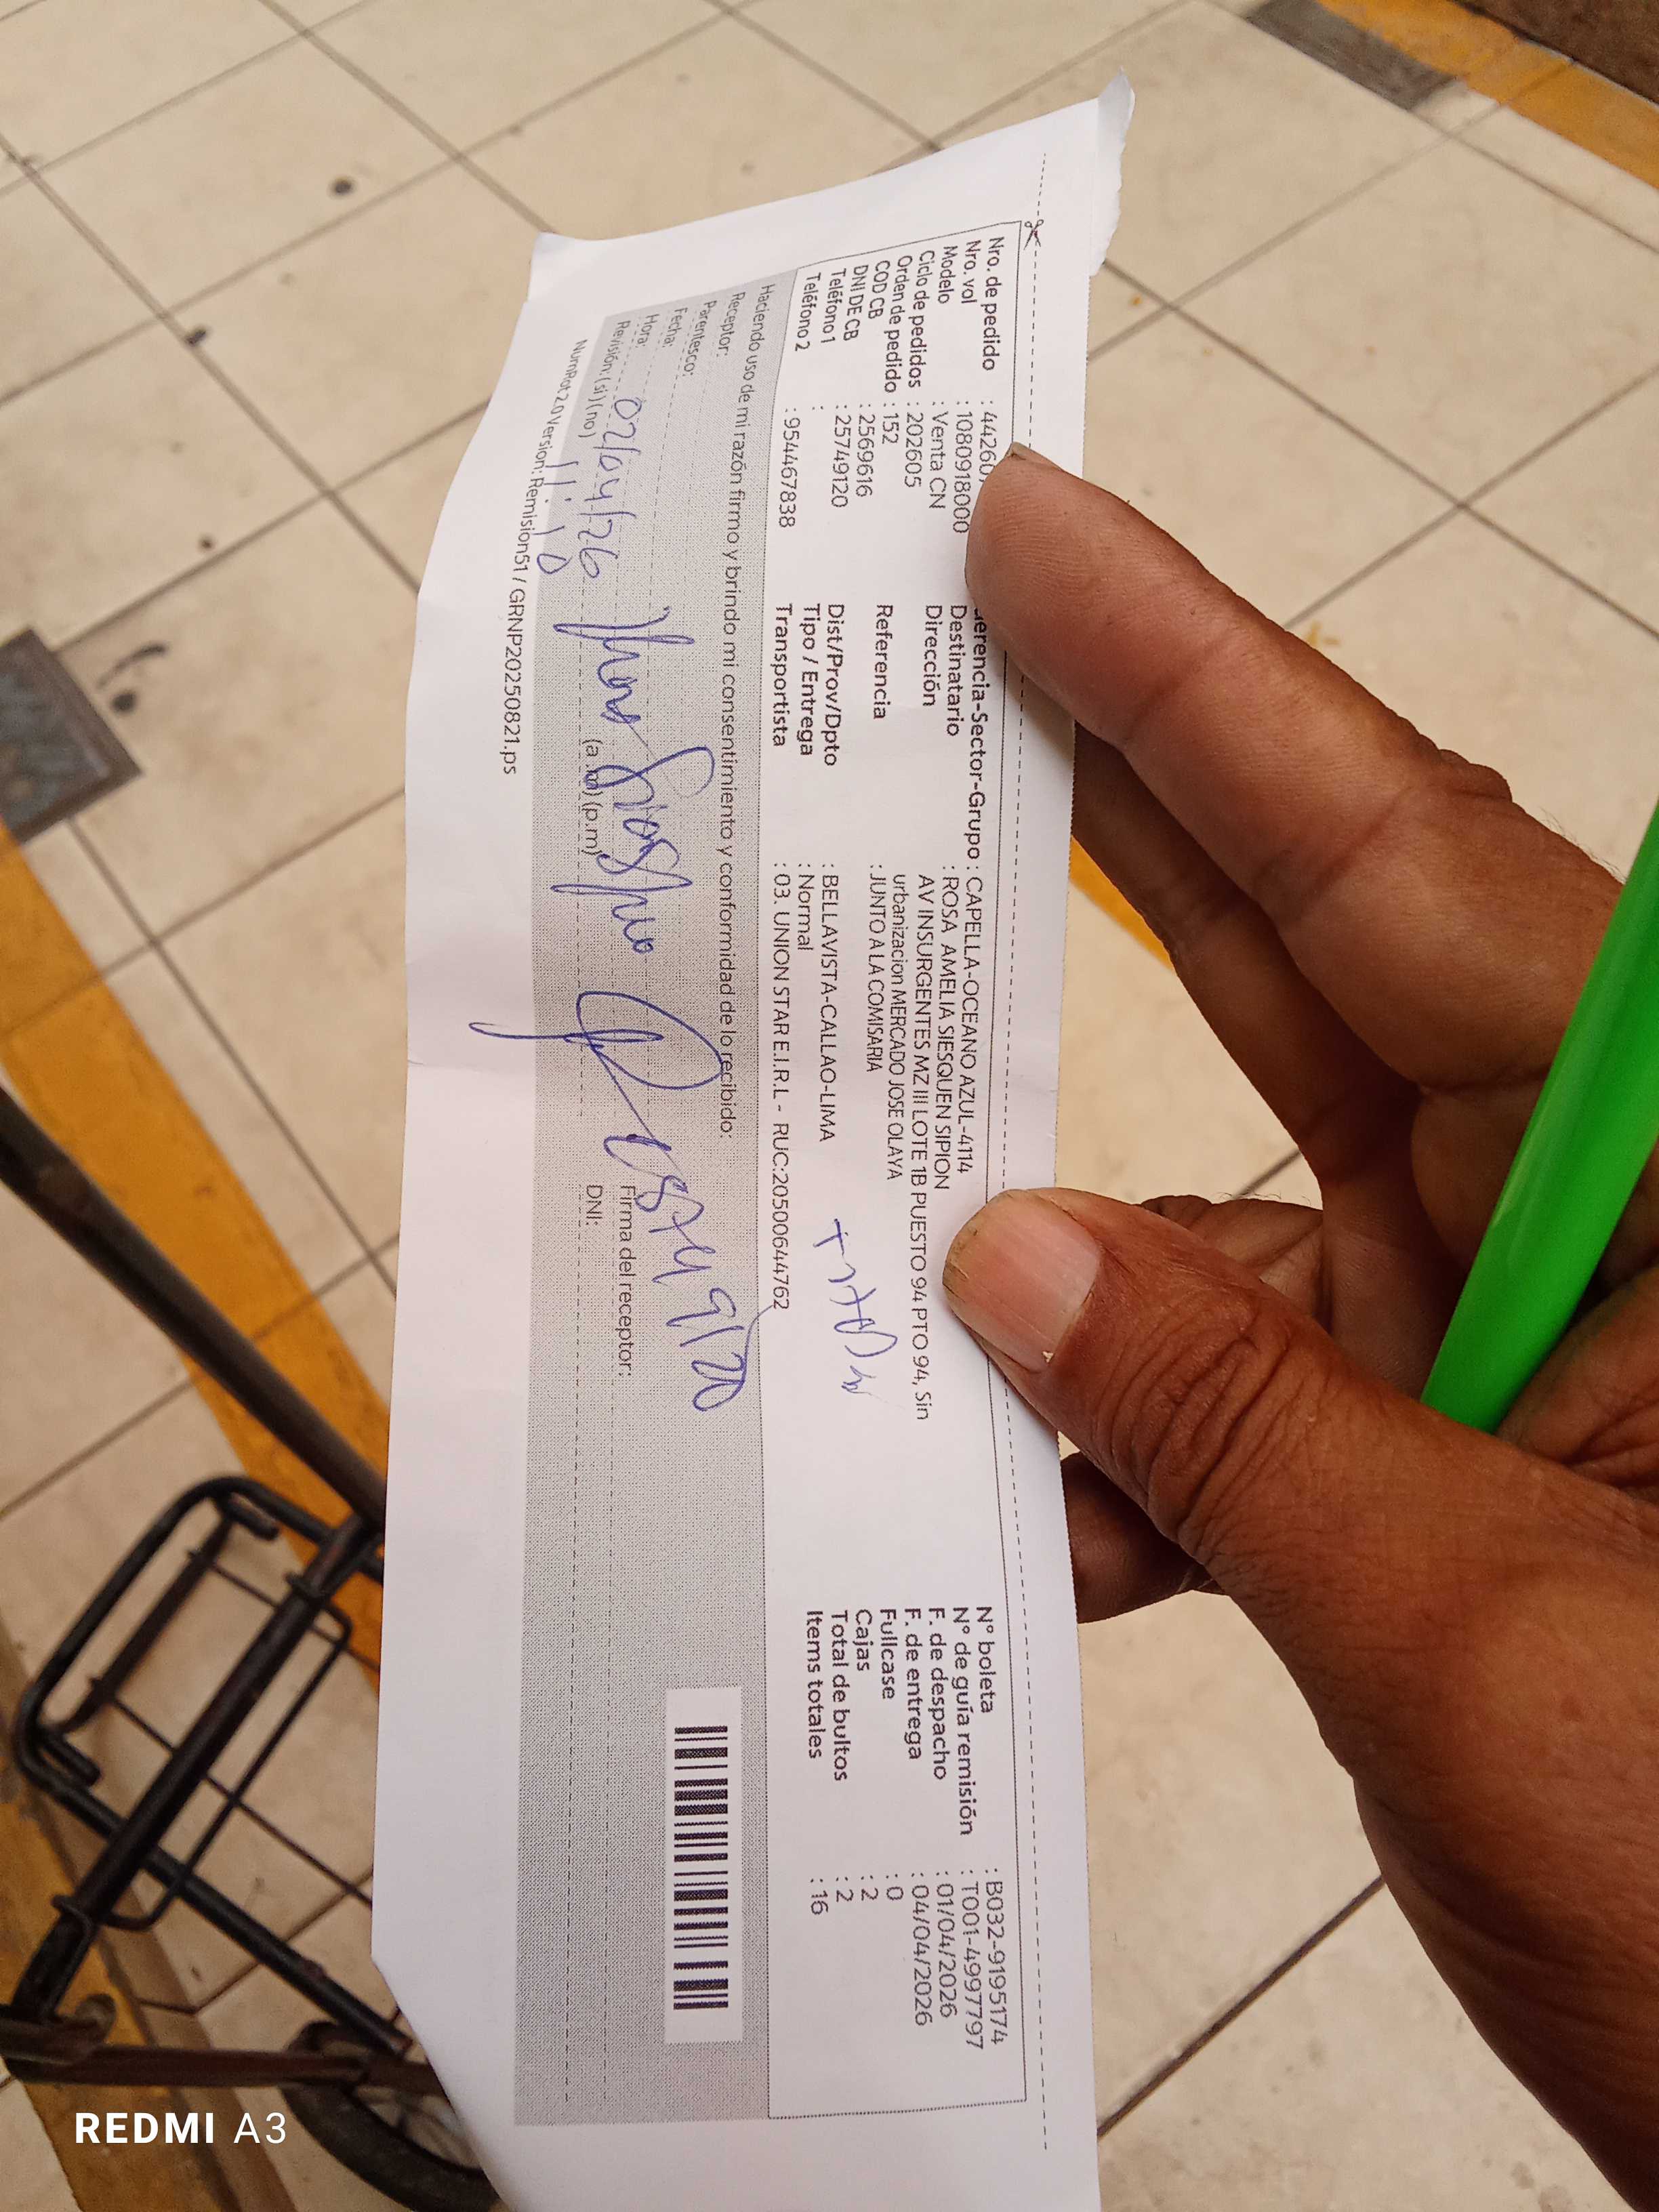 Nro. de pedido : 44260
Nro. vol : 1080918000
Modelo : Venta CN
Ciclo de pedidos : 202605
Orden de pedido : 152
COD CB : 2569616
DNI DE CB : 25749120
Teléfono 1 :
Teléfono 2 : 954467838
erencia-Sector-Grupo : CAPELLA-OCEANO AZUL-4114
Destinatario : ROSA AMELIA SIESQUEN SIPION
Dirección AV INSURGENTES MZ III LOTE 1B PUESTO 94 PTO 94, Sin
urbanizacion MERCADO JOSE OLAYA
Referencia : JUNTO A LA COMISARIA
Dist/Prov/Dpto : BELLAVISTA-CALLAO-LIMA
Tipo / Entrega : Normal
Transportista : 03. UNION STAR E.I.R.L - RUC:20500644762
N° boleta : B032-9195174
N° de guía remisión : T001-4997797
F. de despacho : 01/04/2026
F. de entrega : 04/04/2026
Fullcase : 0
Cajas : 2
Total de bultos : 2
Items totales : 16
Haciendo uso de mi razón firmo y brindo mi consentimiento y conformidad de lo recibido:
Receptor:
Parentesco:
Fecha: 02/04/26
Hora: 11:10 (p.m)
Revisión: (si) (no)
25749120
Firma del receptor:
DNI:
NumRot2.0 Version: Remision51 / GRNP20250821.ps
REDMI A3